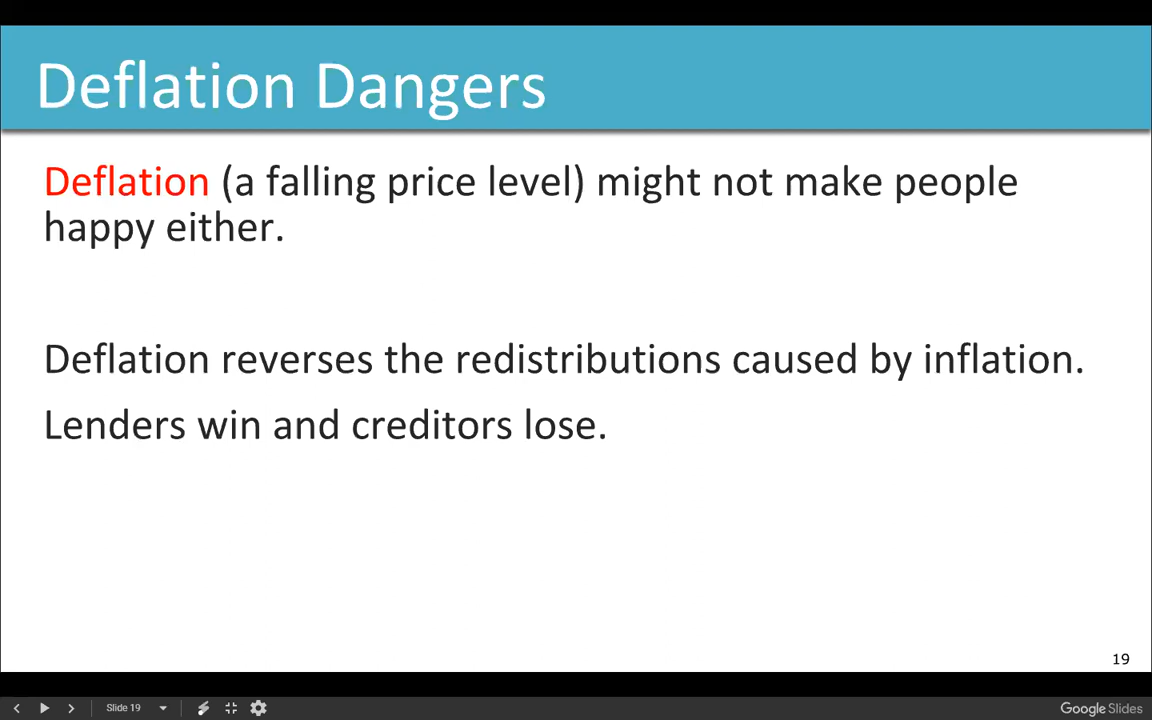 Deflation Dangers
Deflation (a falling price level) might not make people
happy either.
Deflation reverses the redistributions caused by inflation.
Lenders win and creditors lose.
19
Slide 19
Google Slides